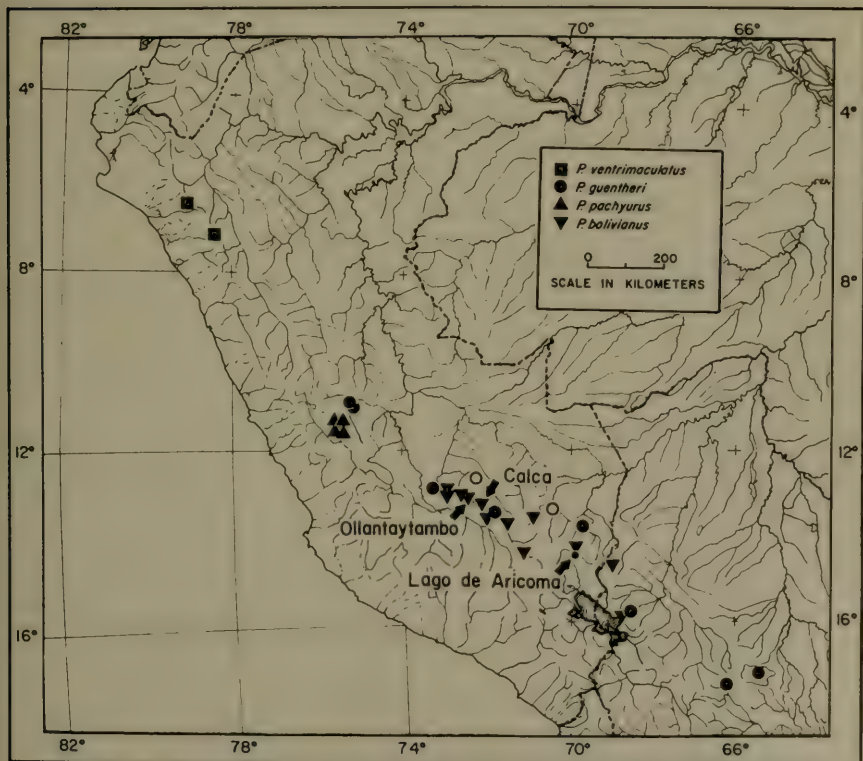 82° 78° 74° 70° 66°
4° 4°
P. ventrimaculatus
P. guentheri
P. pachyurus
P. bolivianus
0 200
SCALE IN KILOMETERS
8° 8°
12° 12°
Calca
Ollantaytambo
Lago de Aricoma
16° 16°
82° 78° 74° 70° 66°